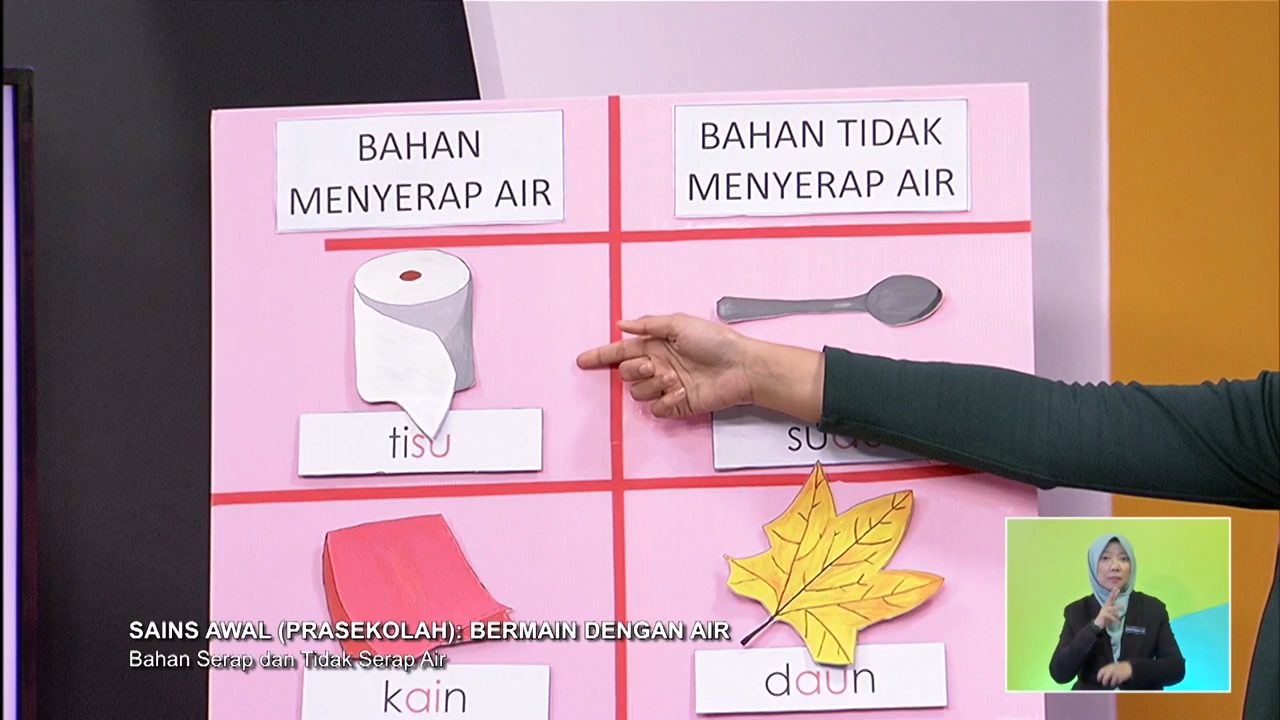 BAHAN
MENYERAP AIR
BAHAN TIDAK
MENYERAP AIR
tisu
kain
daun
SAINS AWAL (PRASEKOLAH): BERMAIN DENGAN AIR
Bahan Serap dan Tidak Serap Air